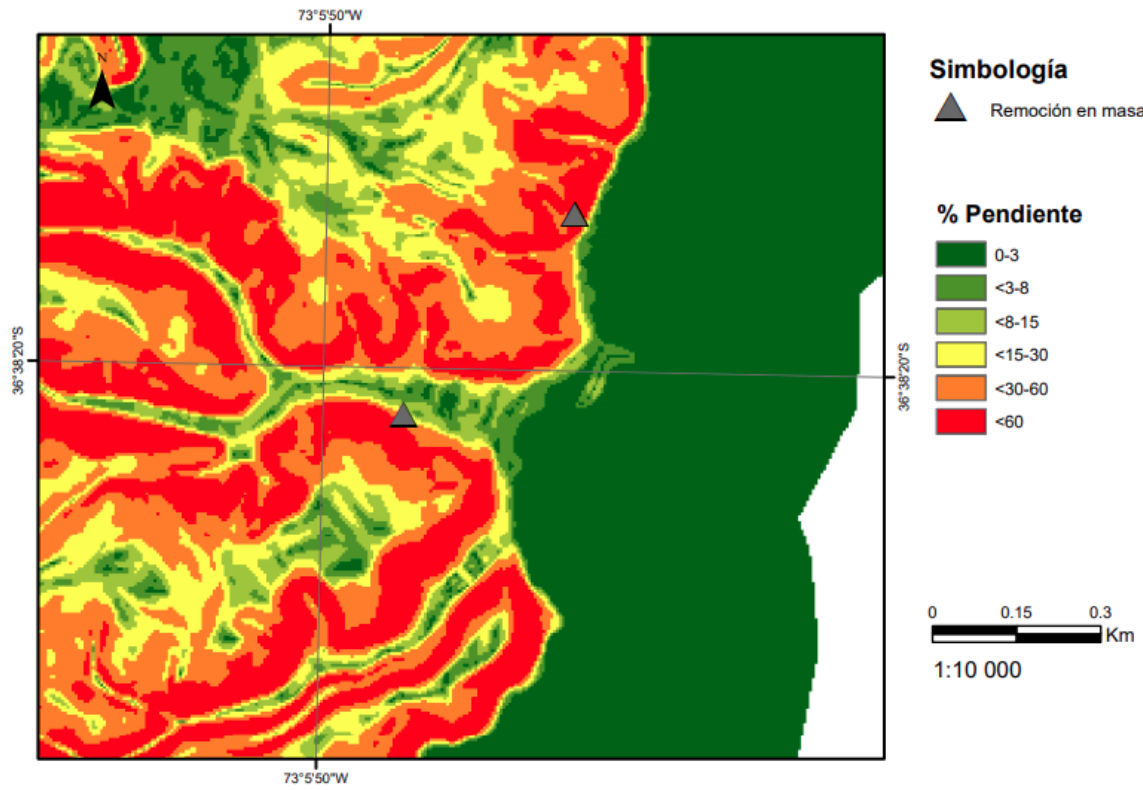 73°5'50"W
N
36°38'20"S
36°38'20"S
73°5'50"W
Simbología
Remoción en masa
% Pendiente
0-3
<3-8
<8-15
<15-30
<30-60
<60
0 0.15 0.3
Km
1:10 000